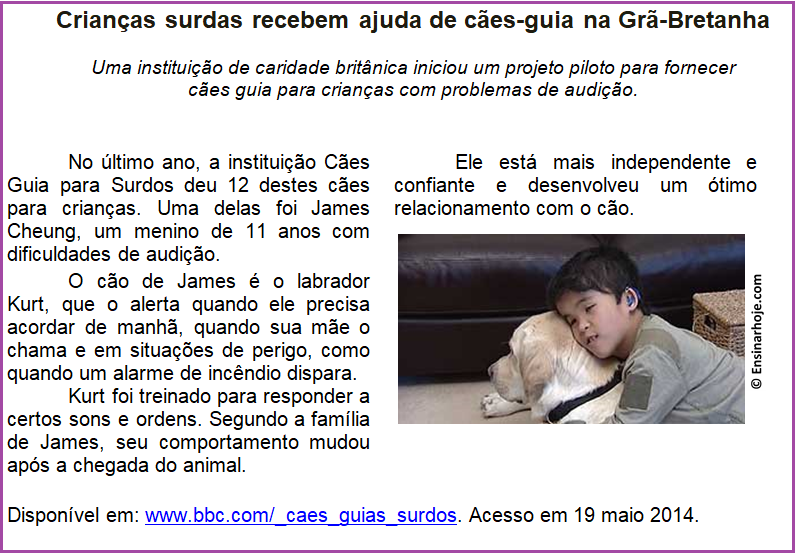 Crianças surdas recebem ajuda de cães-guia na Grã-Bretanha
Uma instituição de caridade britânica iniciou um projeto piloto para fornecer
cães guia para crianças com problemas de audição.
No último ano, a instituição Cães
Guia para Surdos deu 12 destes cães
para crianças. Uma delas foi James
Cheung, um menino de 11 anos com
dificuldades de audição.
O cão de James é o labrador
Kurt, que o alerta quando ele precisa
acordar de manhã, quando sua mãe o
chama e em situações de perigo, como
quando um alarme de incêndio dispara.
Kurt foi treinado para responder a
certos sons e ordens. Segundo a família
de James, seu comportamento mudou
após a chegada do animal.
Ele está mais independente e
confiante e desenvolveu um ótimo
relacionamento com o cão.
© Ensinarhoje.com
Disponível em: www.bbc.com/_caes_guias_surdos. Acesso em 19 maio 2014.